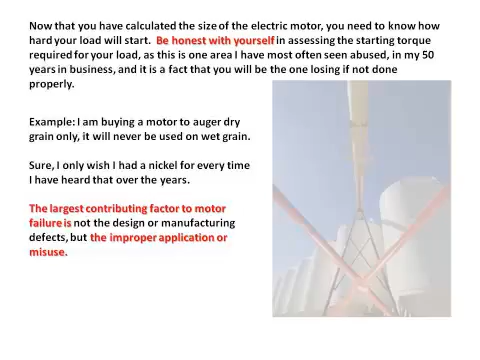 Now that you have calculated the size of the electric motor, you need to know how
hard your load will start.  Be honest with yourself in assessing the starting torque
required for your load, as this is one area I have most often seen abused, in my 50
years in business, and it is a fact that you will be the one losing if not done
properly.
Example: I am buying a motor to auger dry
grain only, it will never be used on wet grain.
Sure, I only wish I had a nickel for every time
I have heard that over the years.
The largest contributing factor to motor
failure is not the design or manufacturing
defects, but the improper application or
misuse.